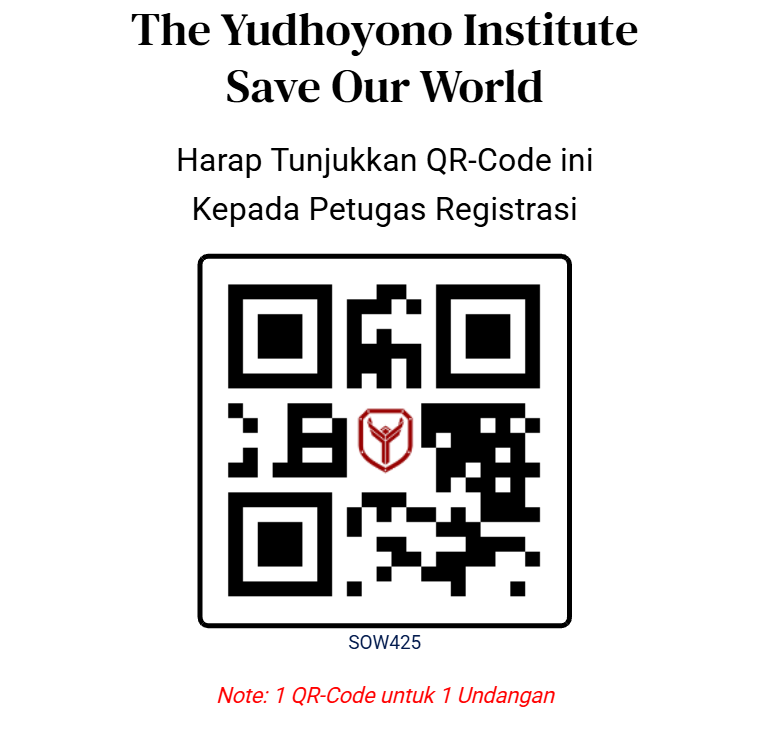 The Yudhoyono Institute
Save Our World
Harap Tunjukkan QR-Code ini
Kepada Petugas Registrasi
SOW425
Note: 1 QR-Code untuk 1 Undangan